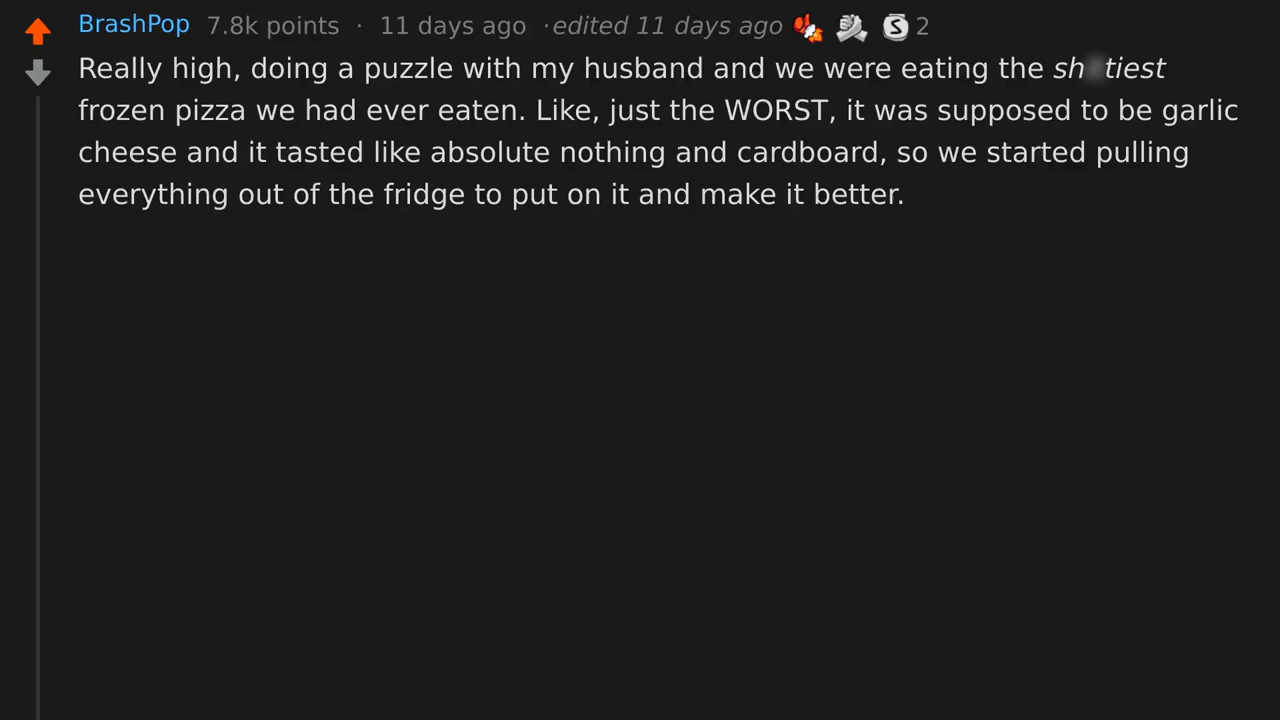 BrashPop 7.8k points · 11 days ago · edited 11 days ago S 2
Really high, doing a puzzle with my husband and we were eating the
frozen pizza we had ever eaten. Like, just the WORST, it was supposed to be garlic
cheese and it tasted like absolute nothing and cardboard, so we started pulling
everything out of the fridge to put on it and make it better.